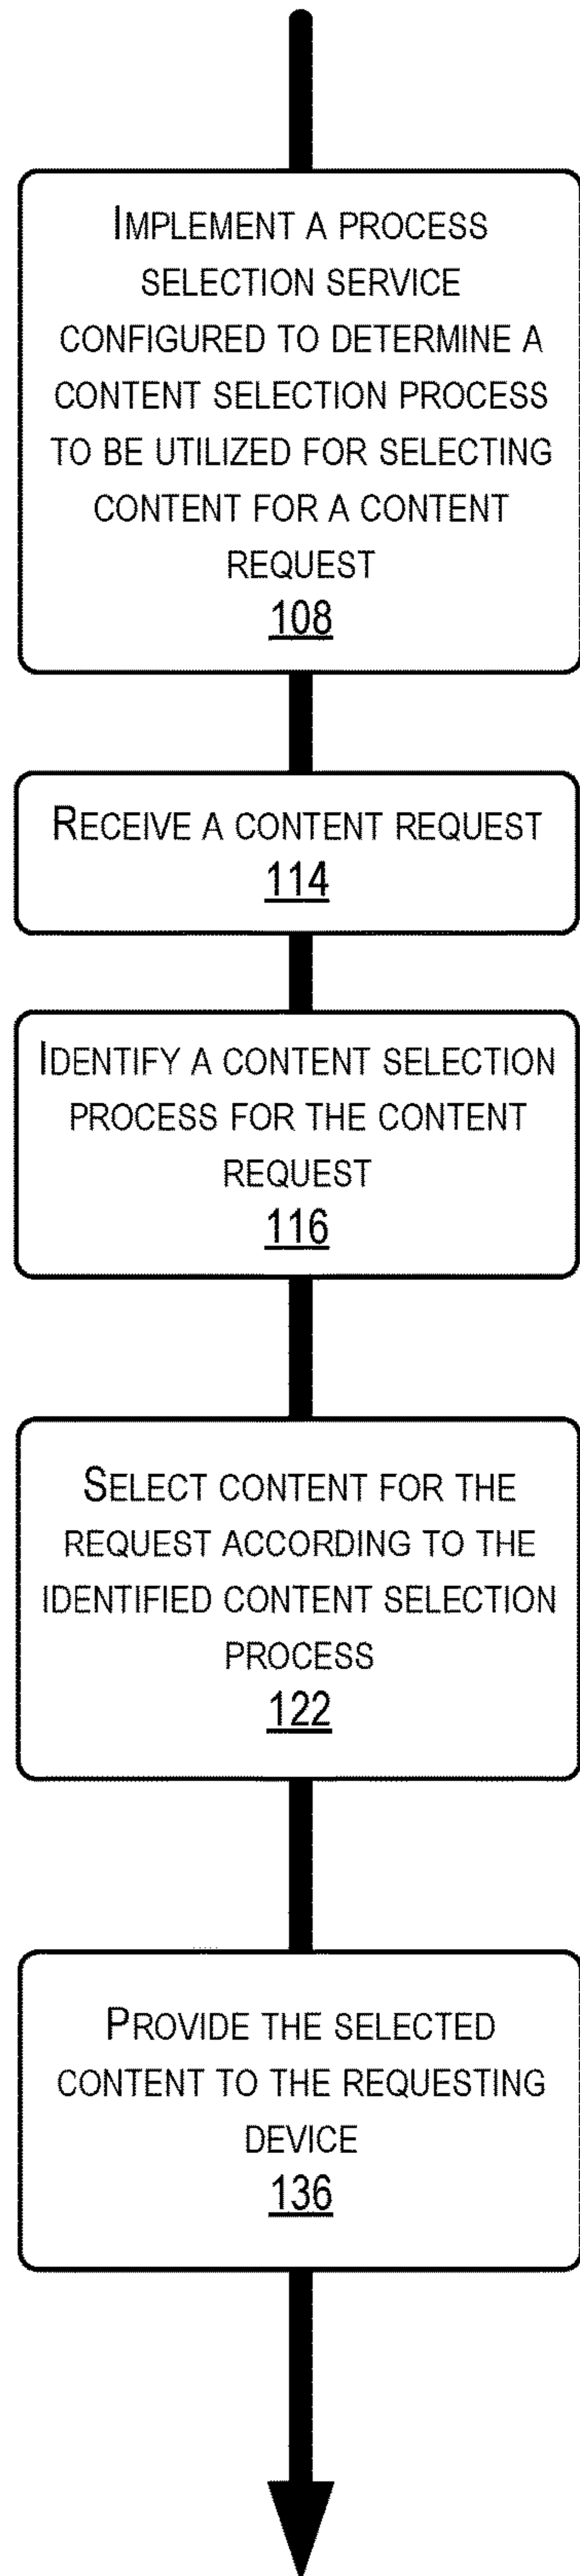 IMPLEMENT A PROCESS
SELECTION SERVICE
CONFIGURED TO DETERMINE A
CONTENT SELECTION PROCESS
TO BE UTILIZED FOR SELECTING
CONTENT FOR A CONTENT
REQUEST
108
RECEIVE A CONTENT REQUEST
114
IDENTIFY A CONTENT SELECTION
PROCESS FOR THE CONTENT
REQUEST
116
SELECT CONTENT FOR THE
REQUEST ACCORDING TO THE
IDENTIFIED CONTENT SELECTION
PROCESS
122
PROVIDE THE SELECTED
CONTENT TO THE REQUESTING
DEVICE
136